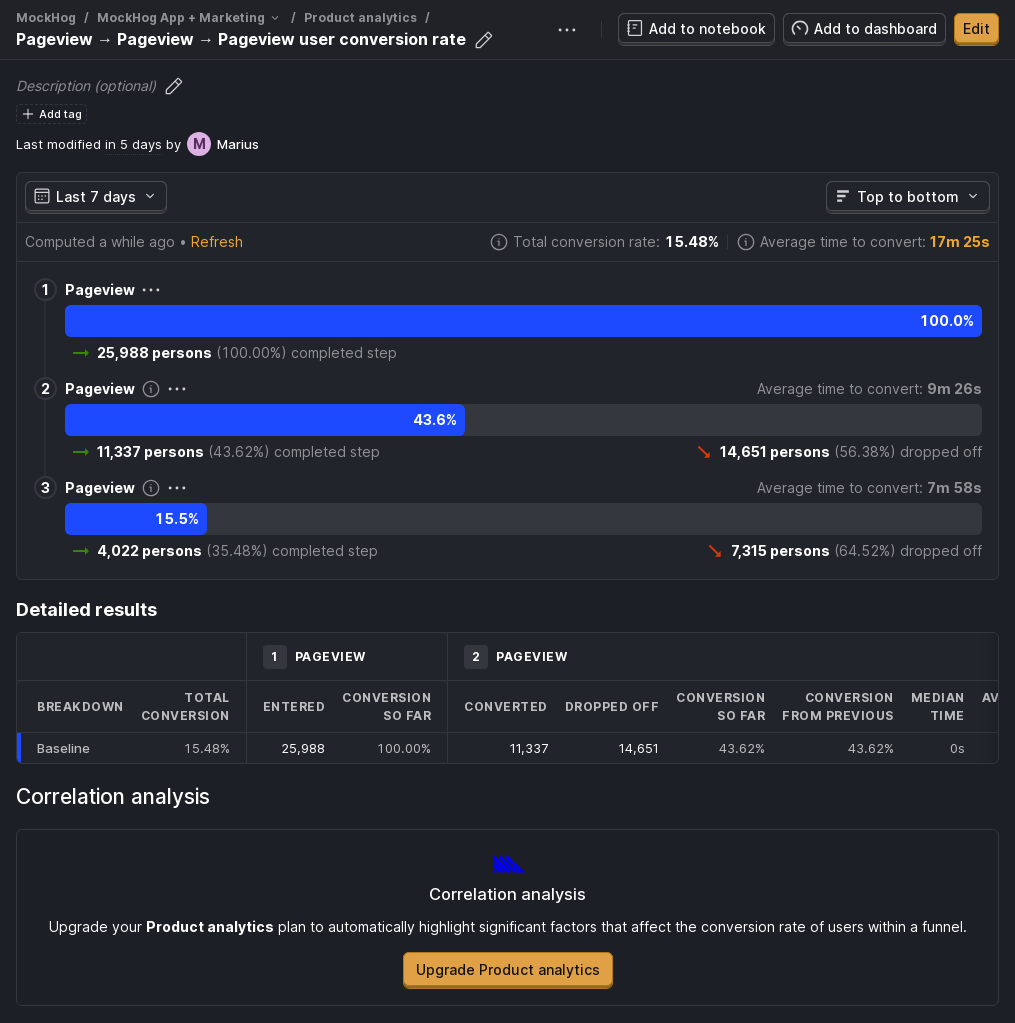 MockHog / MockHog App + Marketing / Product analytics /
Pageview → Pageview → Pageview user conversion rate
Add to notebook
Add to dashboard
Edit
Description (optional)
Add tag
Last modified in 5 days by M Marius
Last 7 days
Top to bottom
Computed a while ago • Refresh
Total conversion rate: 15.48%
Average time to convert: 17m 25s
1 Pageview
100.0%
→ 25,988 persons (100.00%) completed step
2 Pageview
Average time to convert: 9m 26s
43.6%
→ 11,337 persons (43.62%) completed step
14,651 persons (56.38%) dropped off
3 Pageview
Average time to convert: 7m 58s
15.5%
→ 4,022 persons (35.48%) completed step
7,315 persons (64.52%) dropped off
Detailed results
1 PAGEVIEW
2 PAGEVIEW
BREAKDOWN
TOTAL
CONVERSION
ENTERED
CONVERSION
SO FAR
CONVERTED
DROPPED OFF
CONVERSION
SO FAR
CONVERSION
FROM PREVIOUS
MEDIAN
TIME
AV
Baseline 15.48% 25,988 100.00% 11,337 14,651 43.62% 43.62% 0s
Correlation analysis
Correlation analysis
Upgrade your Product analytics plan to automatically highlight significant factors that affect the conversion rate of users within a funnel.
Upgrade Product analytics